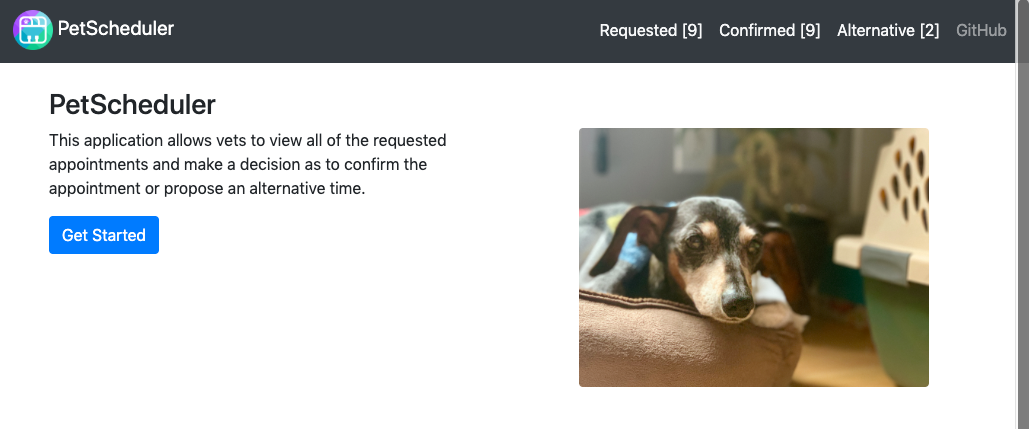 PetScheduler
Requested [9] Confirmed [9] Alternative [2] GitHub
PetScheduler
This application allows vets to view all of the requested
appointments and make a decision as to confirm the
appointment or propose an alternative time.
Get Started